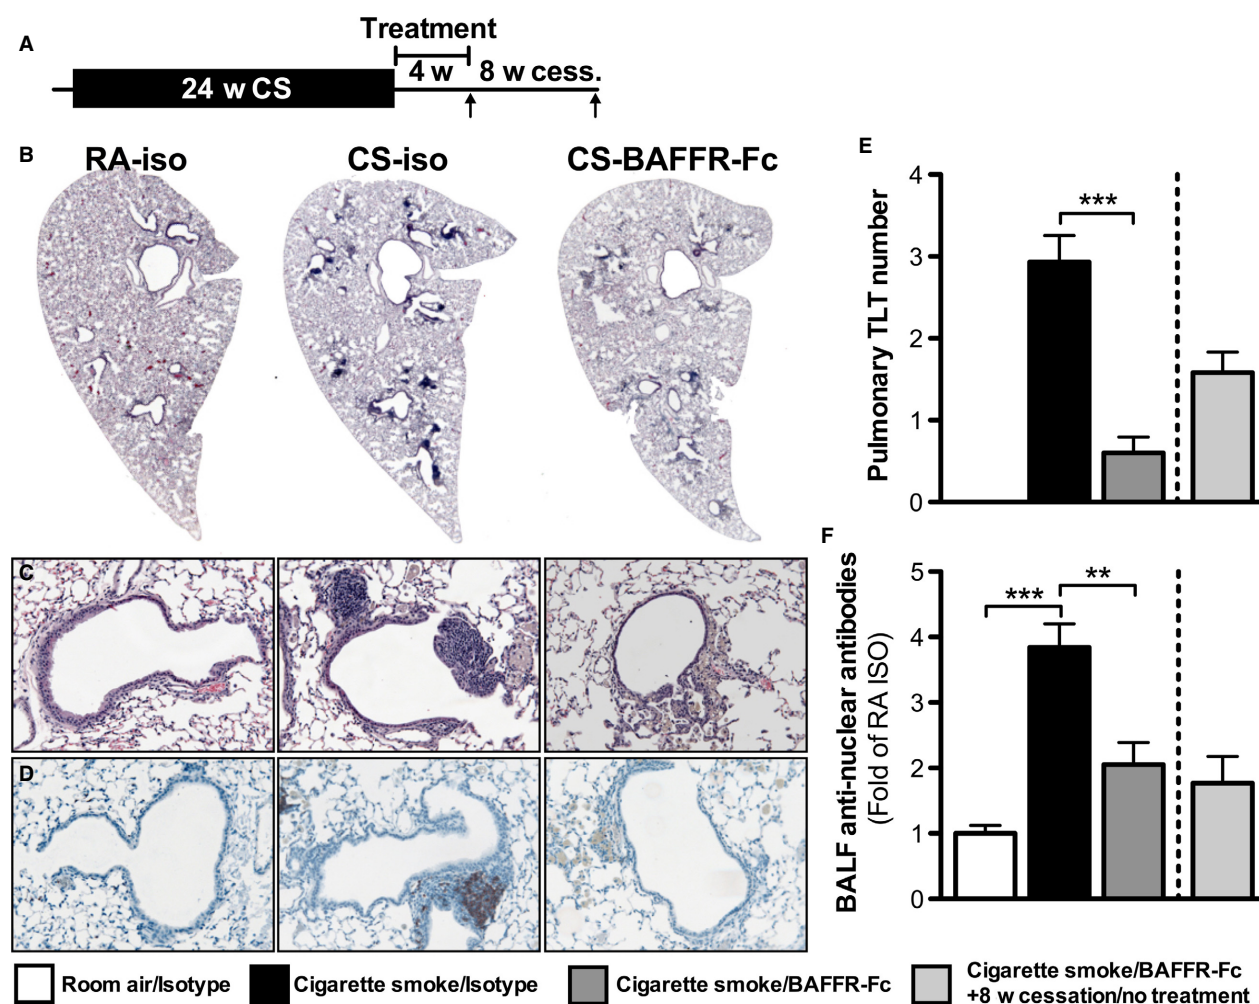 A
Treatment
4 w
8 w cess.
24 w CS
B
RA-iso
CS-iso
CS-BAFFR-Fc
C
D
E
Pulmonary TLT number
4
3
2
1
0
***
F
BALF anti-nuclear antibodies
(Fold of RA ISO)
5
4
3
2
1
0
***
**
Room air/Isotype
Cigarette smoke/Isotype
Cigarette smoke/BAFFR-Fc
Cigarette smoke/BAFFR-Fc
+8 w cessation/no treatment